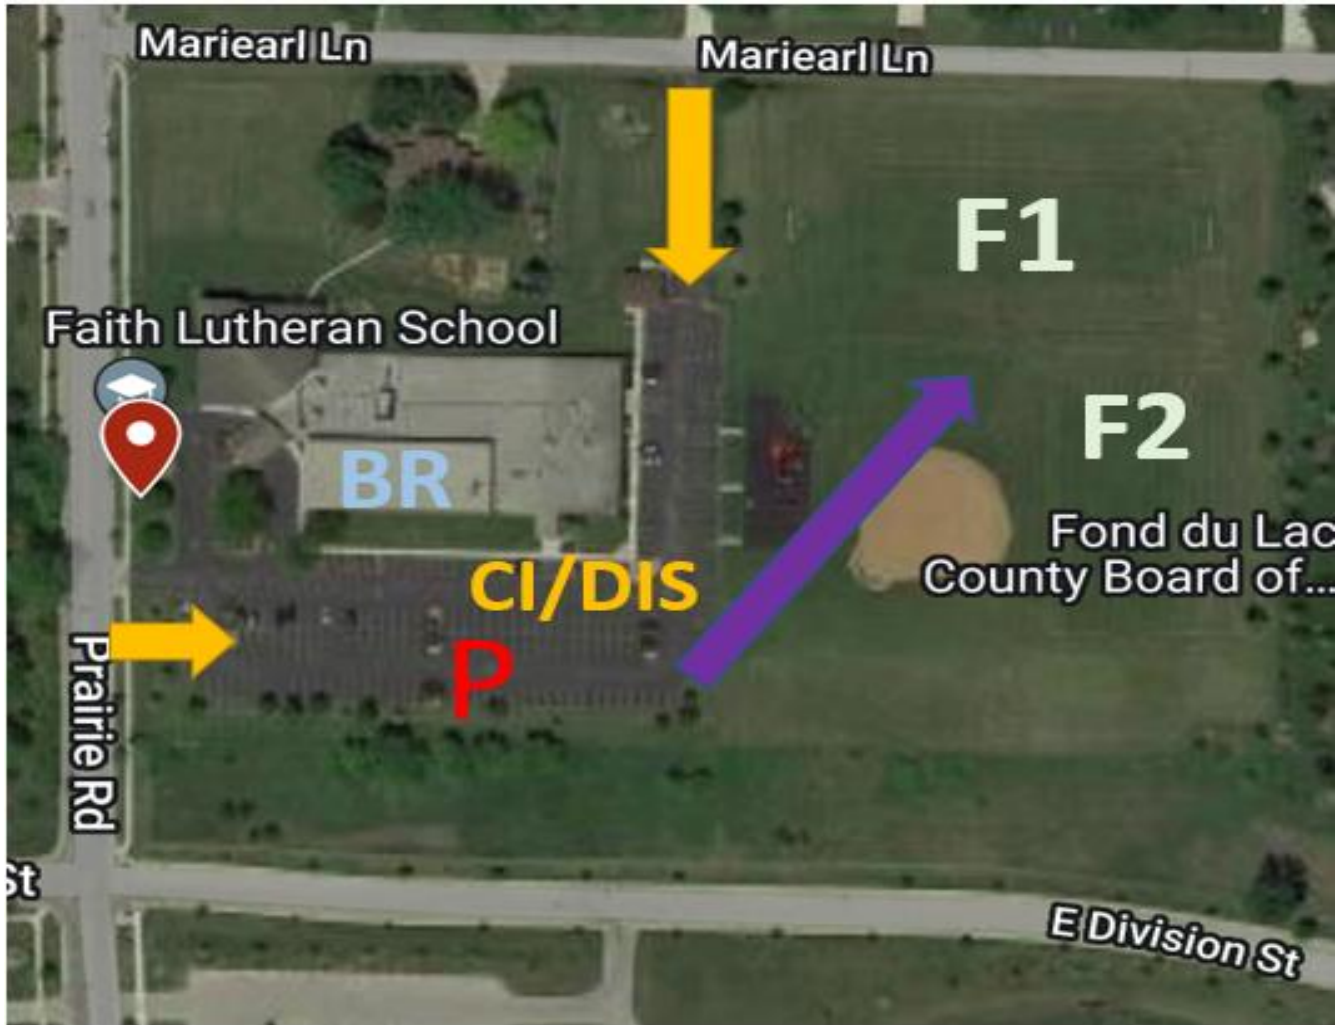 Mariearl Ln
Mariearl Ln
F1
Faith Lutheran School
F2
BR
Fond du Lac
County Board of...
CI/DIS
P
Prairie Rd
St
E Division St